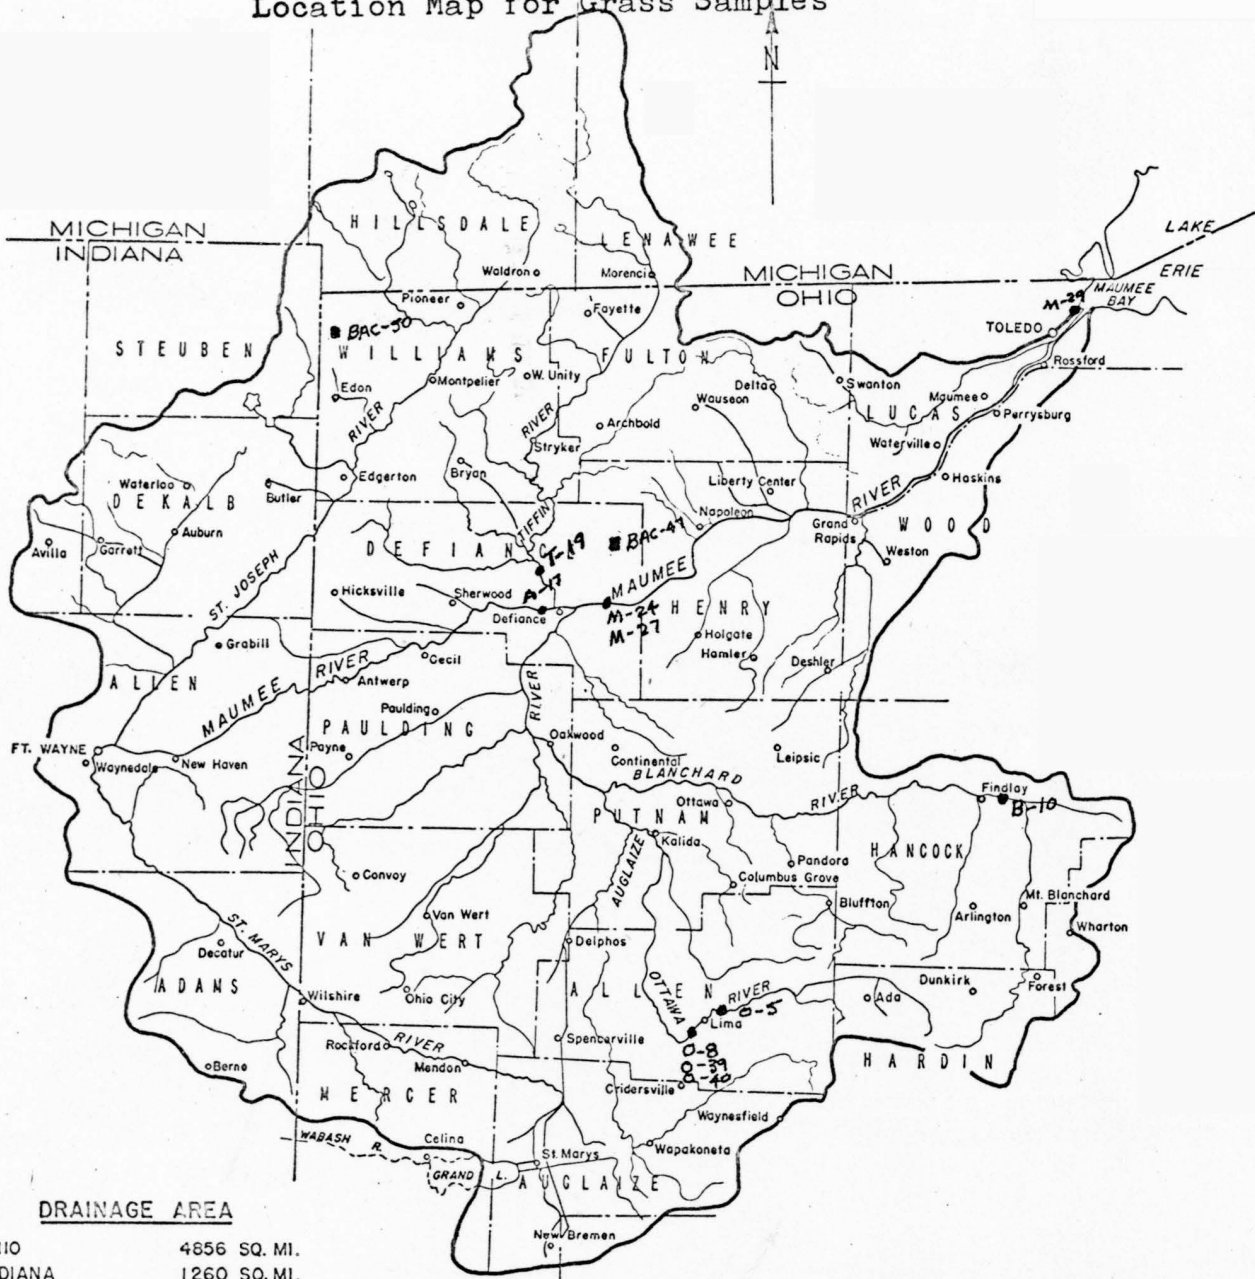 Location Map for Grass Samples
N
MICHIGAN
INDIANA
HILLSDALE
LENAWEE
MICHIGAN
OHIO
LAKE
ERIE
MAUMEE
BAY
M-29
Waldron
Morenci
Pioneer
Fayette
BAC-50
TOLEDO
Rossford
STEUBEN
WILLIAMS
FULTON
Edon
Montpelier
W. Unity
Delta
Swanton
Wauseon
Maumee
LUCAS
Perrysburg
RIVER
RIVER
Archbold
Stryker
Waterville
Waterloo
Butler
Edgerton
Bryan
Liberty Center
RIVER
Haskins
DEKALB
Auburn
Napoleon
Grand
Rapids
WOOD
Avilla
Garrett
DEFIANC
TIFFIN
T-19
BAC-47
Weston
ST. JOSEPH
Hicksville
Sherwood
A-17
MAUMEE
Defiance
M-24
M-27
HENRY
Grabill
Cecil
Holgate
Hamler
Deshler
ALLEN
MAUMEE
RIVER
Antwerp
RIVER
Paulding
PAULDING
FT. WAYNE
Waynedale
New Haven
Payne
Oakwood
Continental
Leipsic
INDIANA
OHIO
BLANCHARD
RIVER
Ottawa
Findlay
B-10
PUTNAM
Kalida
HANCOCK
AUGLAIZE
Pandora
Columbus Grove
Convoy
Bluffton
Mt. Blanchard
Arlington
Wharton
ST. MARYS
Van Wert
VAN WERT
Delphos
Decatur
ADAMS
Wilshire
Ohio City
ALLEN
OTTAWA
RIVER
O-5
Lima
Ada
Dunkirk
Forest
Rockford
RIVER
Mendon
Spencerville
O-8
O-39
O-40
HARDIN
Berne
Cridersville
MERCER
Waynesfield
WABASH R.
Celina
GRAND L.
St. Marys
Wapakoneta
AUGLAIZE
New Bremen
DRAINAGE AREA
HIO 4856 SQ. MI.
DIANA 1260 SQ. MI.